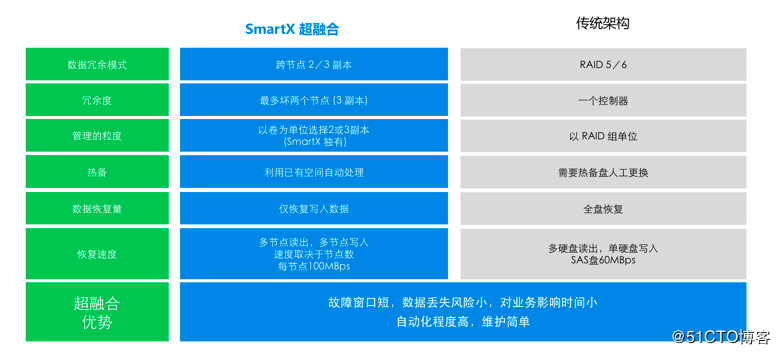 SmartX 超融合
传统架构
数据冗余模式
跨节点 2／3 副本
RAID 5／6
冗余度
最多坏两个节点 (3 副本)
一个控制器
管理的粒度
以卷为单位选择2或3副本
(SmartX 独有)
以 RAID 组单位
热备
利用已有空间自动处理
需要热备盘人工更换
数据恢复量
仅恢复写入数据
全盘恢复
恢复速度
多节点读出，多节点写入
速度取决于节点数
每节点100MBps
多硬盘读出，单硬盘写入
SAS盘60MBps
超融合
优势
故障窗口短，数据丢失风险小，对业务影响时间小
自动化程度高，维护简单
@51CTO博客